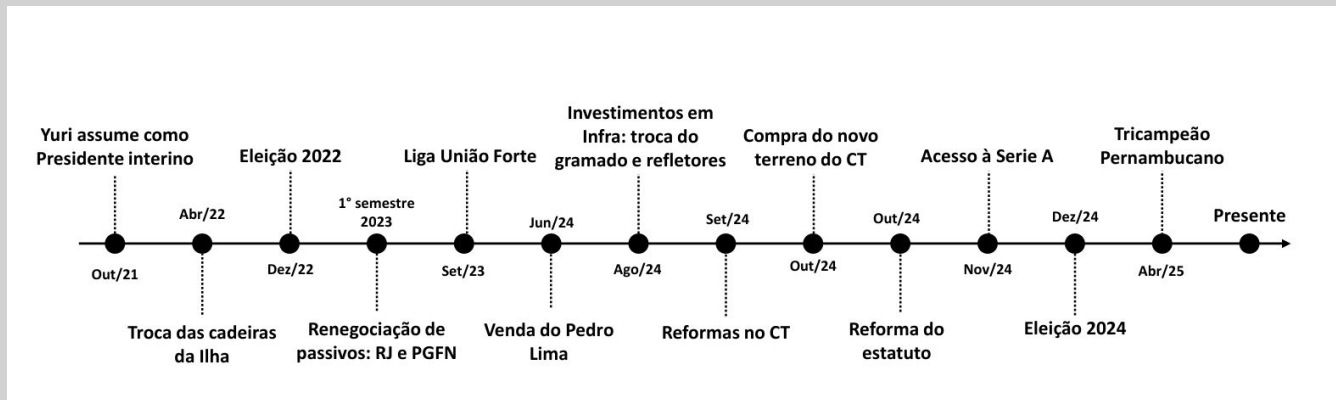 Yuri assume como
Presidente interino
Out/21
Abr/22
Troca das cadeiras
da Ilha
Eleição 2022
Dez/22
1° semestre
2023
Renegociação de
passivos: RJ e PGFN
Liga União Forte
Set/23
Jun/24
Venda do Pedro
Lima
Investimentos em
Infra: troca do
gramado e refletores
Ago/24
Set/24
Reformas no CT
Compra do novo
terreno do CT
Out/24
Out/24
Reforma do
estatuto
Acesso à Serie A
Nov/24
Dez/24
Eleição 2024
Tricampeão
Pernambucano
Abr/25
Presente